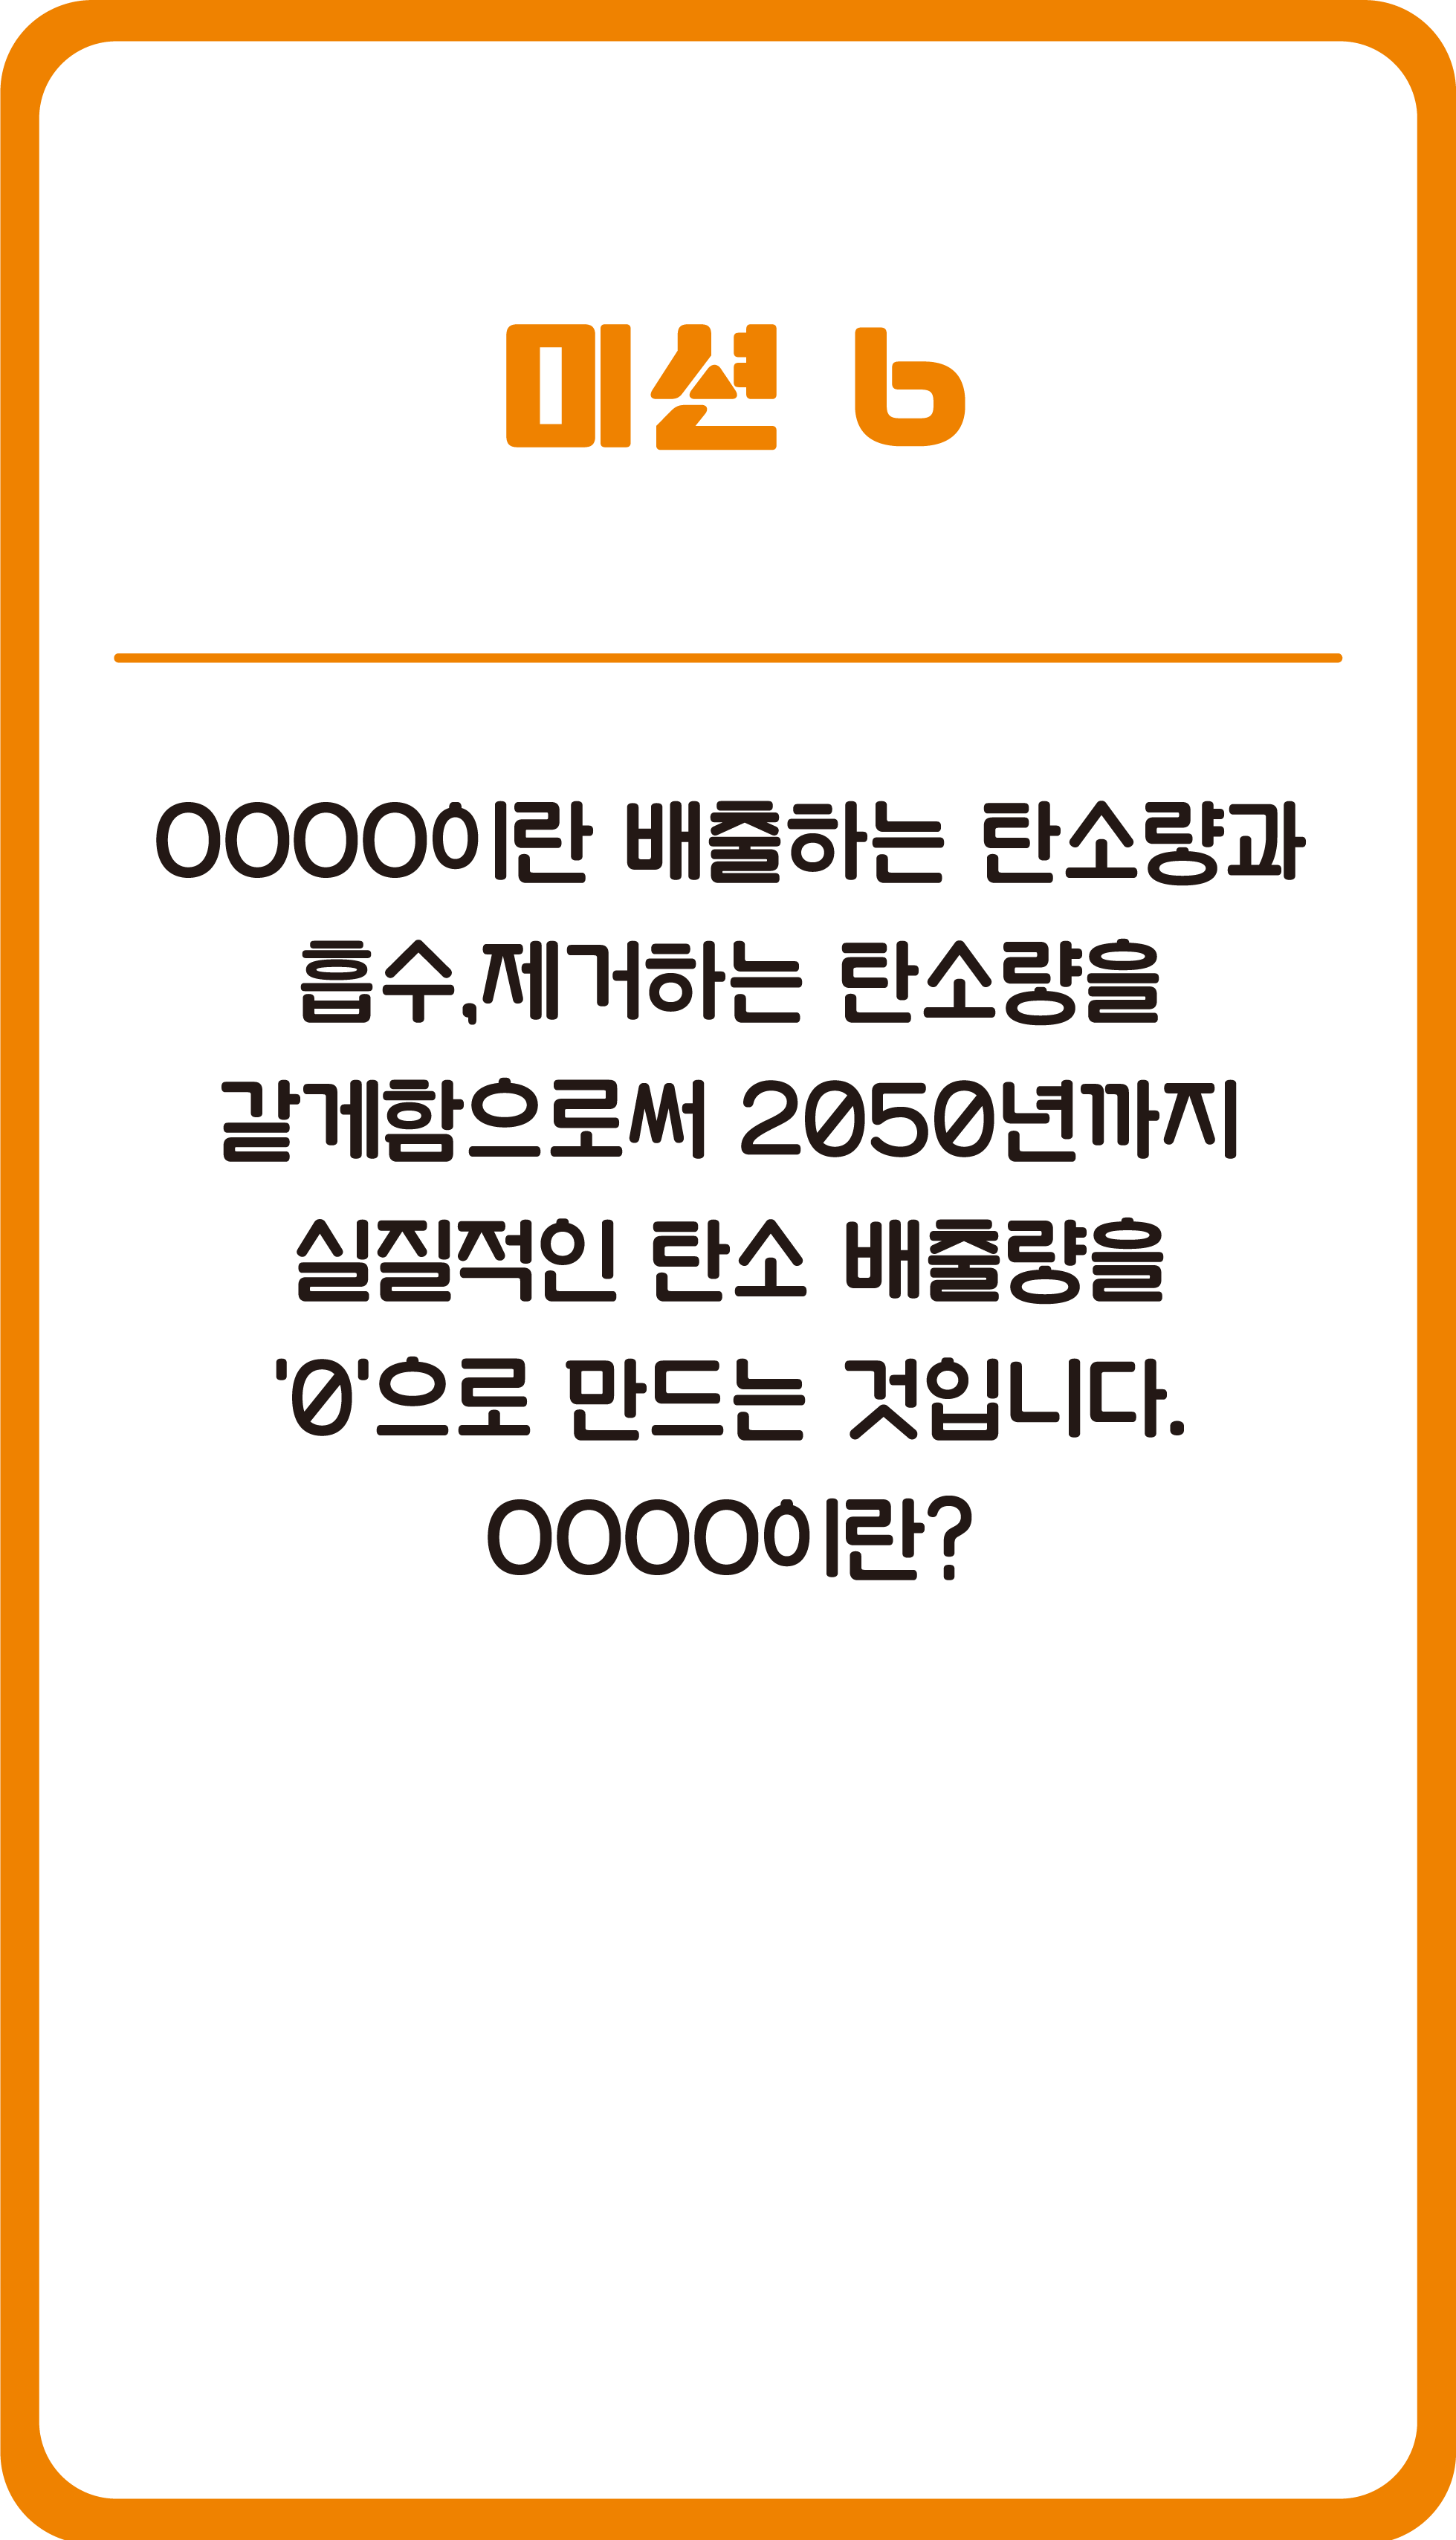 미션 6
OOOO이란 배출하는 탄소량과
흡수,제거하는 탄소량을
같게함으로써 2050년까지
실질적인 탄소 배출량을
'0'으로 만드는 것입니다.
OOOO이란?